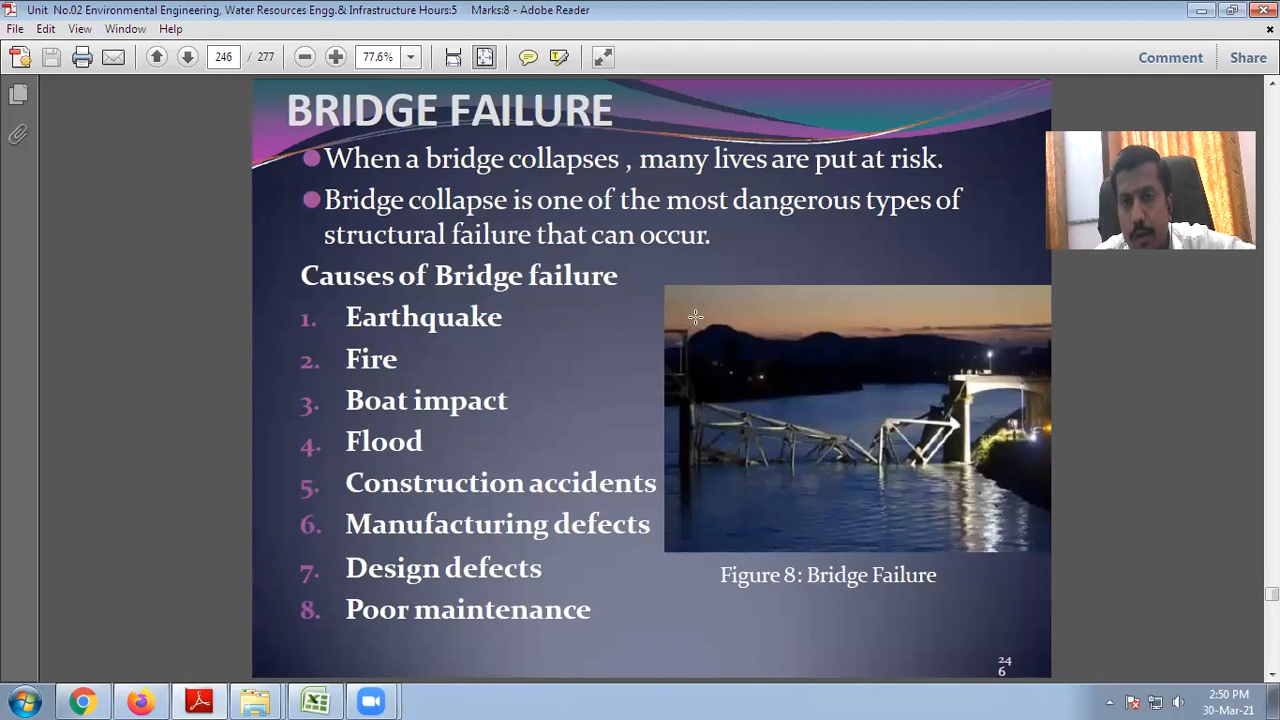 Unit No.02 Environmental Engineering, Water Resources Engg.& Infrastructure Hours:5 Marks:8 - Adobe Reader
File Edit View Window Help
246 / 277
77.6%
Comment Share
BRIDGE FAILURE
When a bridge collapses , many lives are put at risk.
Bridge collapse is one of the most dangerous types of
structural failure that can occur.
Causes of Bridge failure
1. Earthquake
2. Fire
3. Boat impact
4. Flood
5. Construction accidents
6. Manufacturing defects
7. Design defects
8. Poor maintenance
Figure 8: Bridge Failure
24
6
2:50 PM
30-Mar-21